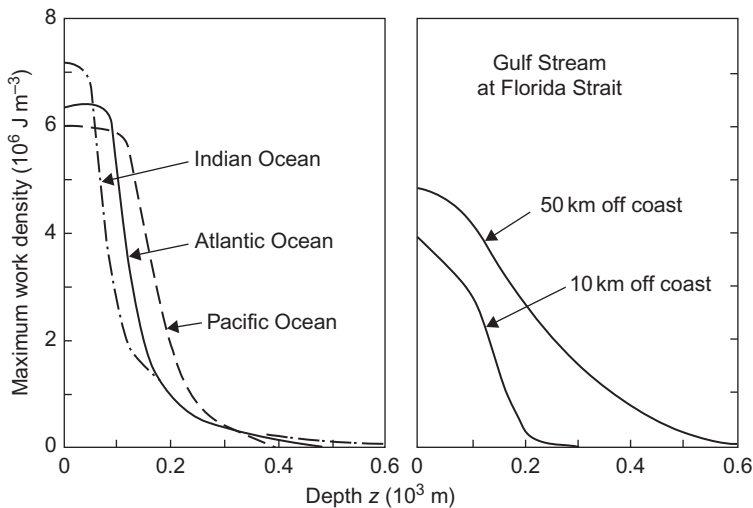 Maximum work density (10⁶ J m⁻³)
8
6
4
2
0
Indian Ocean
Atlantic Ocean
Pacific Ocean
0 0.2 0.4 0.6
Gulf Stream
at Florida Strait
50 km off coast
10 km off coast
0 0.2 0.4 0.6
Depth z (10³ m)